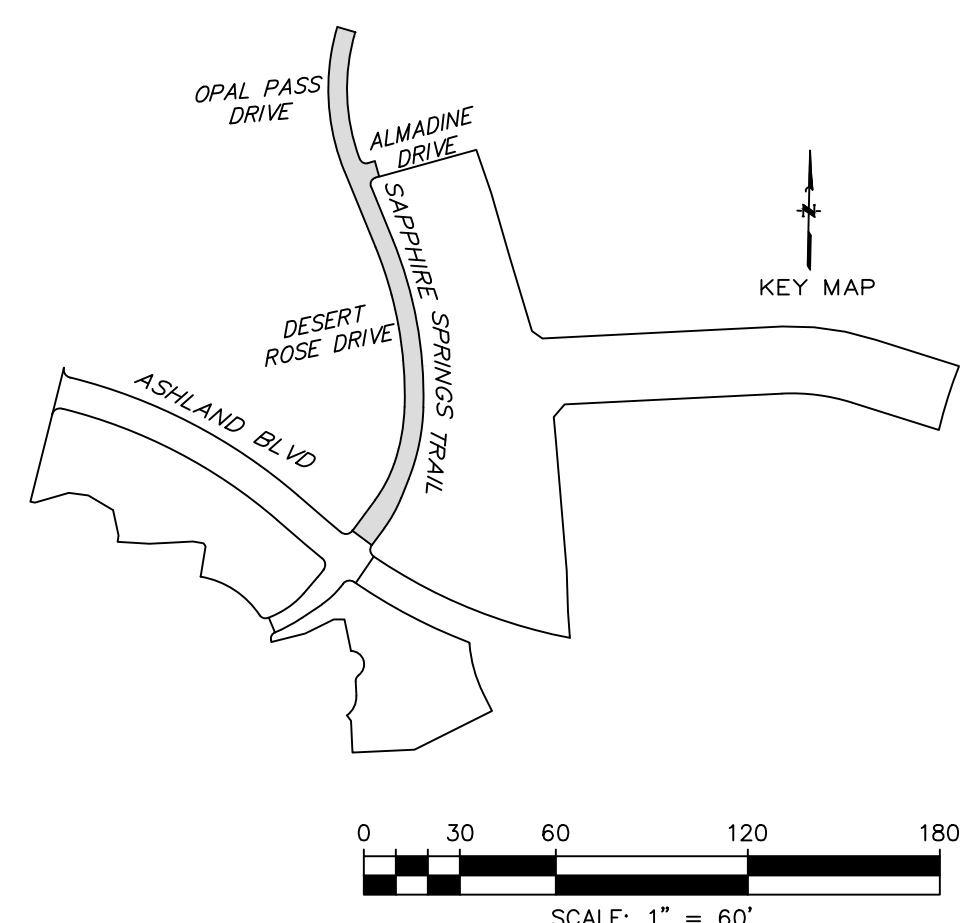 OPAL PASS
DRIVE
ALMADINE
DRIVE
SAPPHIRE SPRINGS TRAIL
N
KEY MAP
DESERT
ROSE DRIVE
ASHLAND BLVD
0 30 60 120 180
SCALE: 1" = 60'